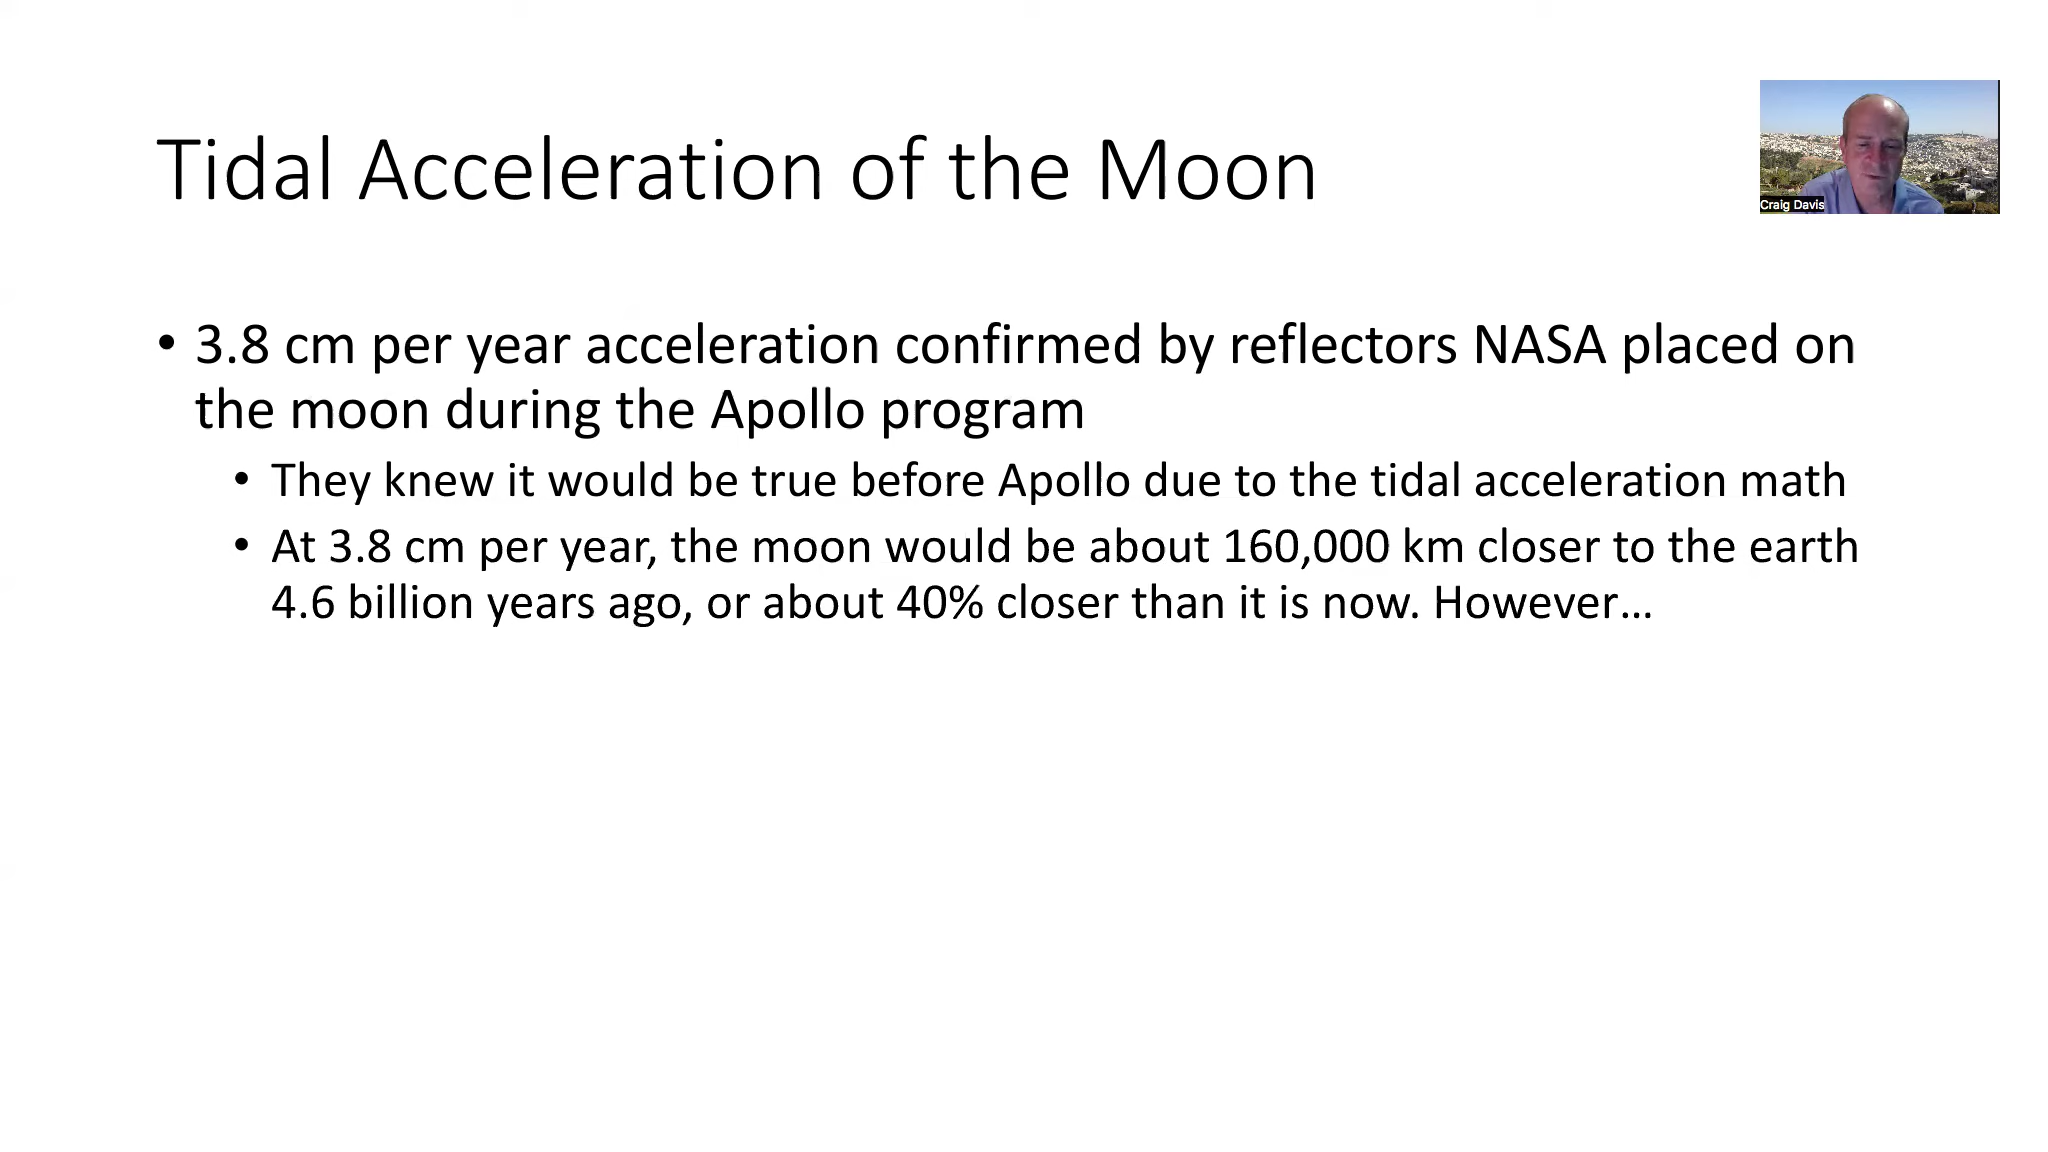 Tidal Acceleration of the Moon
Craig Davis
• 3.8 cm per year acceleration confirmed by reflectors NASA placed on
the moon during the Apollo program
• They knew it would be true before Apollo due to the tidal acceleration math
• At 3.8 cm per year, the moon would be about 160,000 km closer to the earth
4.6 billion years ago, or about 40% closer than it is now. However…